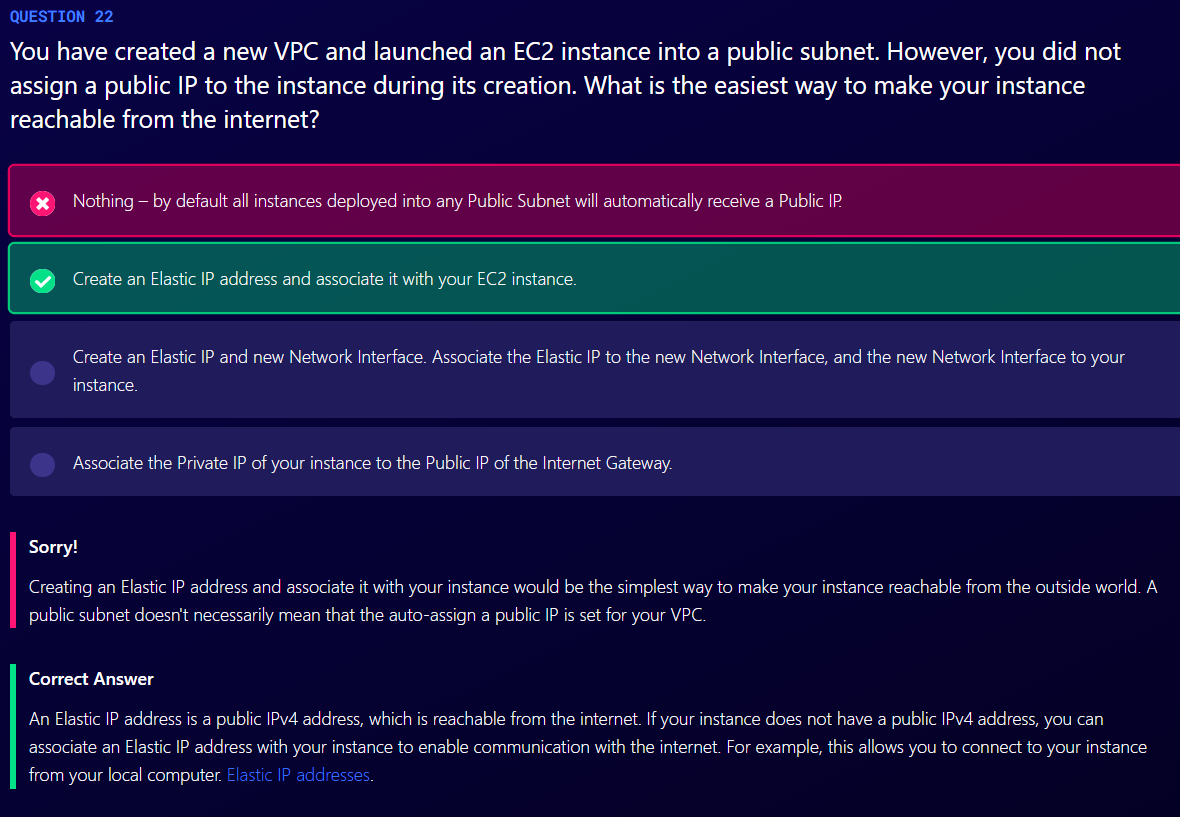 QUESTION 22
You have created a new VPC and launched an EC2 instance into a public subnet. However, you did not
assign a public IP to the instance during its creation. What is the easiest way to make your instance
reachable from the internet?
Nothing – by default all instances deployed into any Public Subnet will automatically receive a Public IP.
Create an Elastic IP address and associate it with your EC2 instance.
Create an Elastic IP and new Network Interface. Associate the Elastic IP to the new Network Interface, and the new Network Interface to your
instance.
Associate the Private IP of your instance to the Public IP of the Internet Gateway.
Sorry!
Creating an Elastic IP address and associate it with your instance would be the simplest way to make your instance reachable from the outside world. A
public subnet doesn't necessarily mean that the auto-assign a public IP is set for your VPC.
Correct Answer
An Elastic IP address is a public IPv4 address, which is reachable from the internet. If your instance does not have a public IPv4 address, you can
associate an Elastic IP address with your instance to enable communication with the internet. For example, this allows you to connect to your instance
from your local computer. Elastic IP addresses.